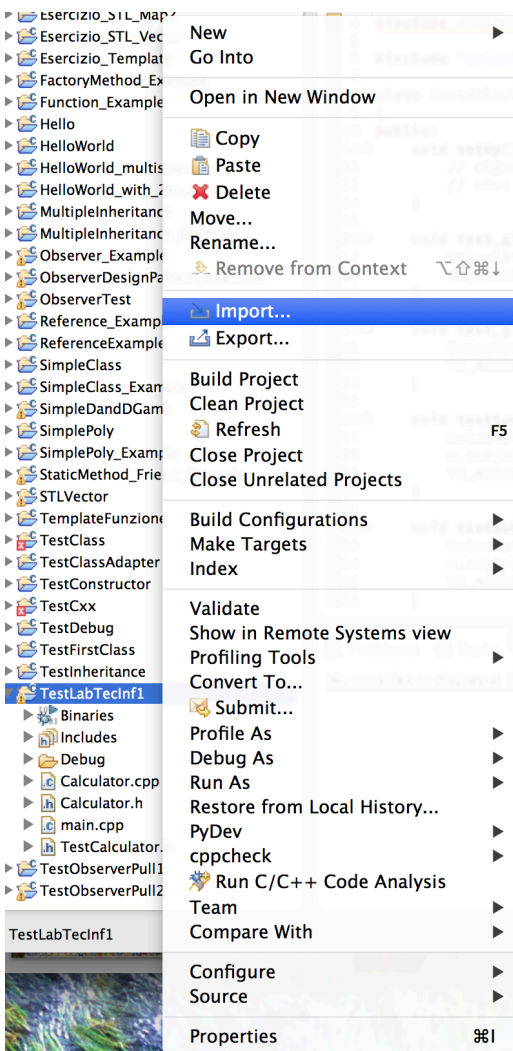 Esercizio_STL_Map2
Esercizio_STL_Vec
Esercizio_Templat
FactoryMethod_Ex
Function_Example
Hello
HelloWorld
HelloWorld_multis
HelloWorld_with_2
MultipleInheritanc
MultipleInheritanc
Observer_Example
ObserverDesignPa
ObserverTest
Reference_Examp
ReferenceExample
SimpleClass
SimpleClass_Exam
SimpleDandDGam
SimplePoly
SimplePoly_Examp
StaticMethod_Frie
STLVector
TemplateFunzione
TestClass
TestClassAdapter
TestConstructor
TestCxx
TestDebug
TestFirstClass
TestInheritance
TestLabTecInf1
Binaries
Includes
Debug
Calculator.cpp
Calculator.h
main.cpp
TestCalculator.
TestObserverPull1
TestObserverPull2
TestLabTecInf1
New
Go Into
Open in New Window
Copy
Paste
Delete
Move...
Rename...
Remove from Context ⌥⇧⌘↓
Import...
Export...
Build Project
Clean Project
Refresh F5
Close Project
Close Unrelated Projects
Build Configurations
Make Targets
Index
Validate
Show in Remote Systems view
Profiling Tools
Convert To...
Submit...
Profile As
Debug As
Run As
Restore from Local History...
PyDev
cppcheck
Run C/C++ Code Analysis
Team
Compare With
Configure
Source
Properties ⌘I